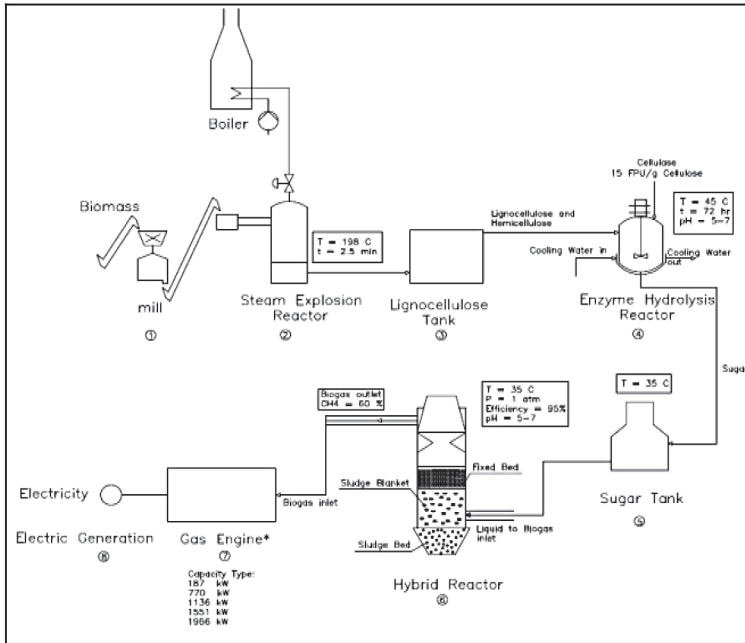 Boiler
Biomass
mill
①
T = 198 C
t = 2.5 min
Steam Explosion
Reactor
②
Lignocellulose
Tank
③
Lignocellulose and
Hemicellulose
Cellulase
15 FPU/g Cellulose
T = 45 C
t = 72 hr
pH = 5-7
Cooling Water in
Cooling Water
out
Enzyme Hydrolysis
Reactor
④
Sugar
T = 35 C
Sugar Tank
⑤
Biogas outlet
CH4 = 60 %
T = 35 C
P = 1 atm
Efficiency = 95%
pH = 5-7
Fixed Bed
Sludge Blanket
Liquid to Biogas
inlet
Sludge Bed
Hybrid Reactor
⑥
Biogas inlet
Gas Engine*
⑦
Capacity Type:
187 kW
770 kW
1136 kW
1551 kW
1966 kW
Electricity
Electric Generation
⑧